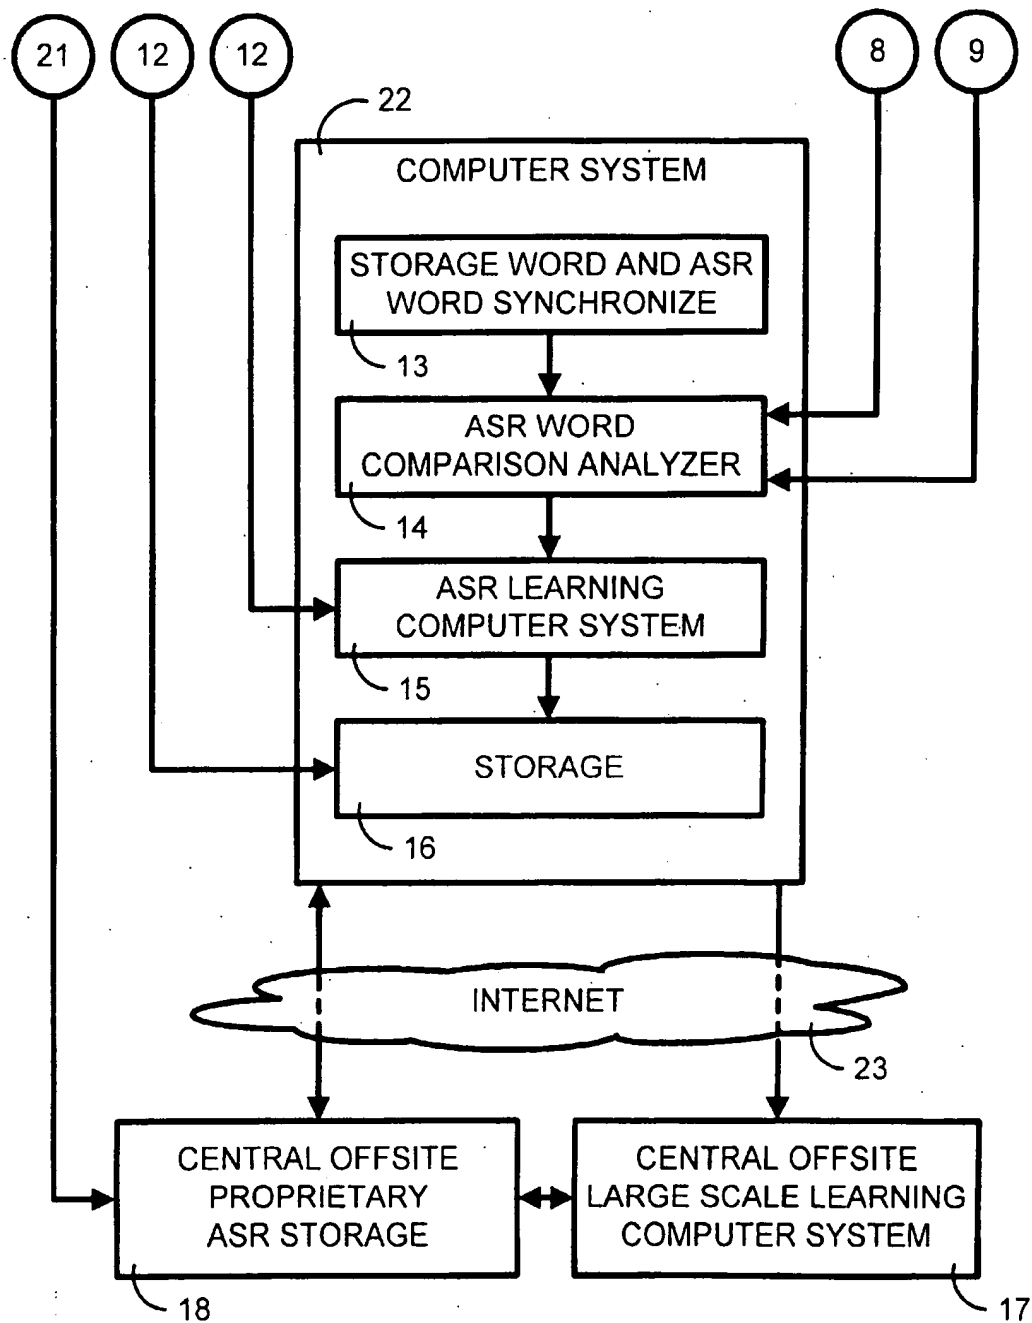 21
12
12
8
9
22
COMPUTER SYSTEM
STORAGE WORD AND ASR
WORD SYNCHRONIZE
13
ASR WORD
COMPARISON ANALYZER
14
ASR LEARNING
COMPUTER SYSTEM
15
STORAGE
16
INTERNET
23
CENTRAL OFFSITE
PROPRIETARY
ASR STORAGE
18
CENTRAL OFFSITE
LARGE SCALE LEARNING
COMPUTER SYSTEM
17